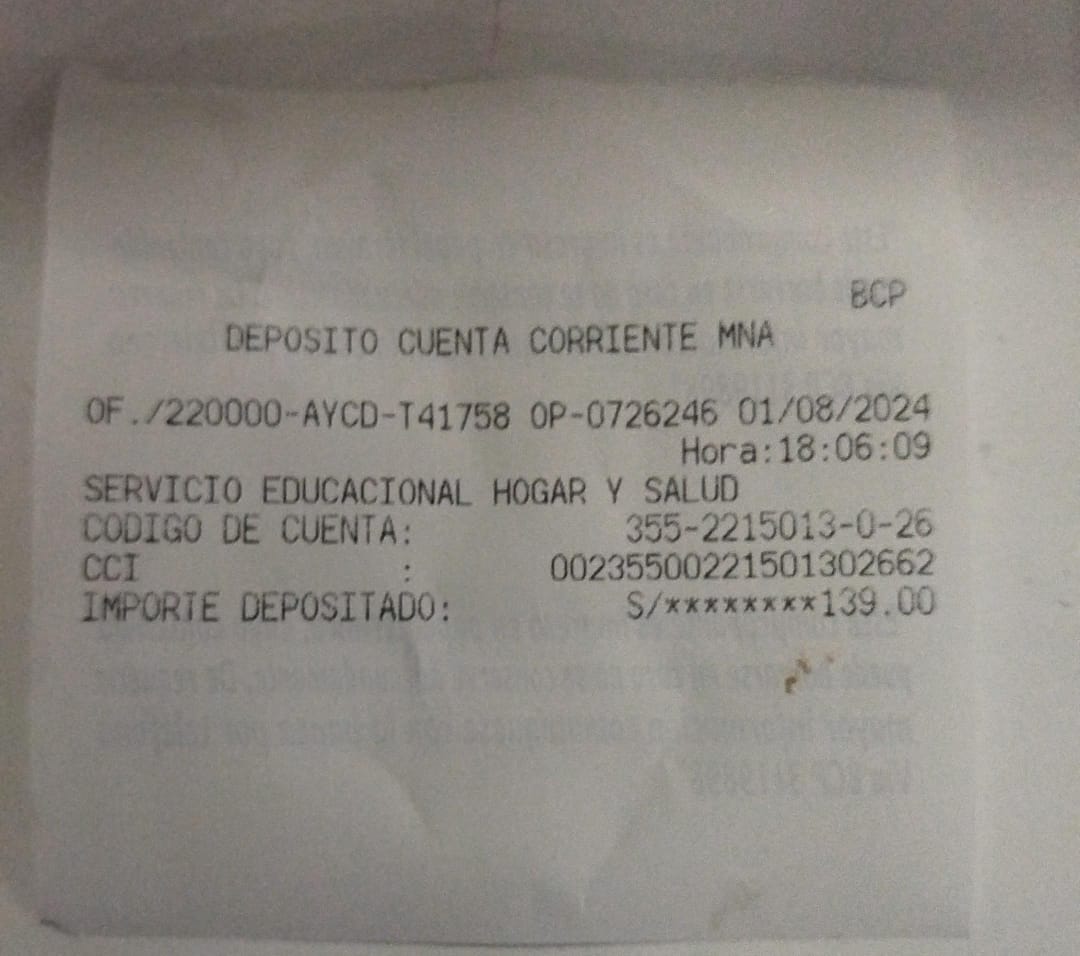 BCP
DEPOSITO CUENTA CORRIENTE MNA
OF./220000-AYCD-T41758 OP-0726246 01/08/2024
Hora:18:06:09
SERVICIO EDUCACIONAL HOGAR Y SALUD
CODIGO DE CUENTA: 355-2215013-0-26
CCI : 00235500221501302662
IMPORTE DEPOSITADO: S/********139.00